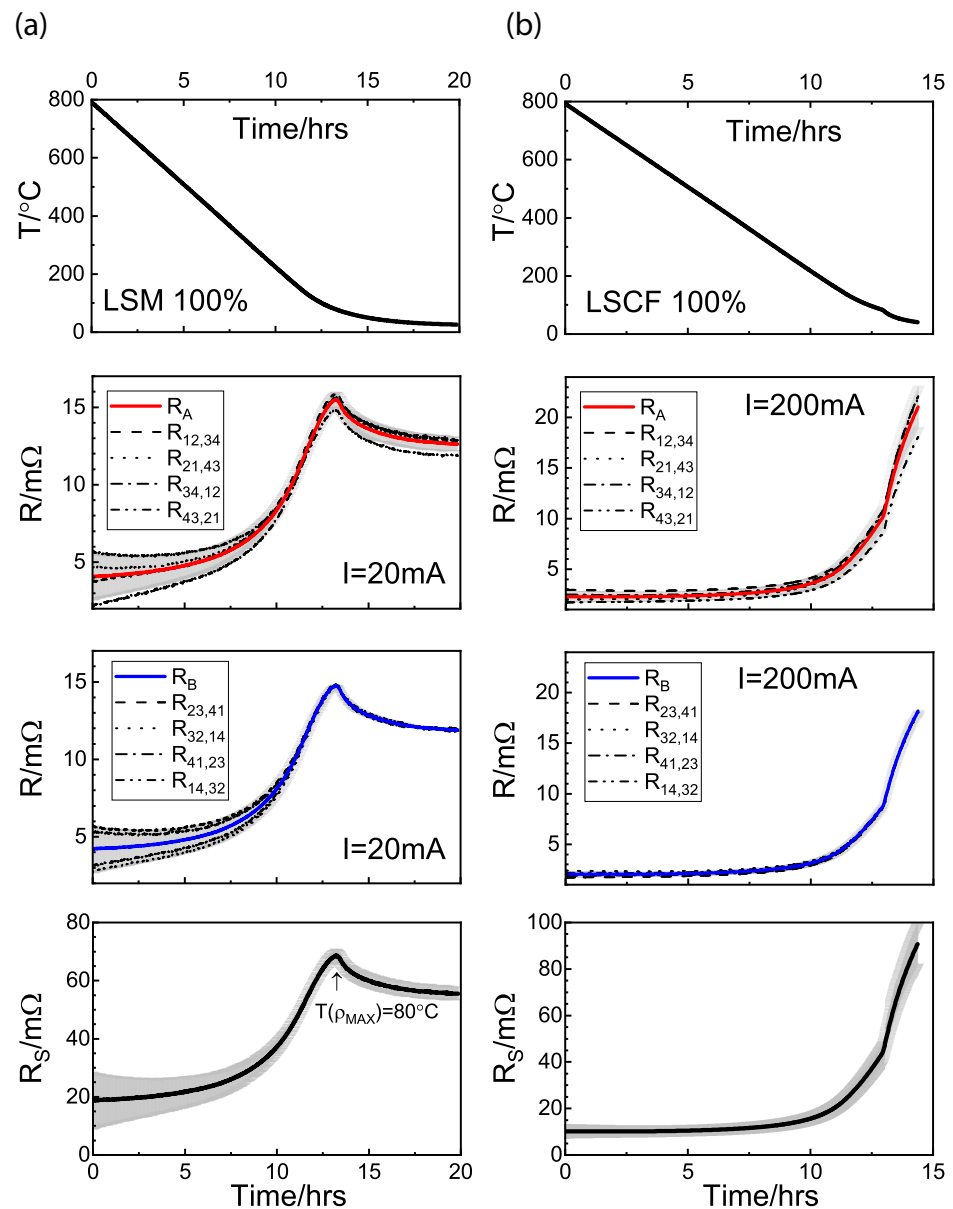 (a)
(b)
0 5 10 15 20
0 5 10 15
Time/hrs
Time/hrs
T/°C
800
600
400
200
0
LSM 100%
T/°C
800
600
400
200
0
LSCF 100%
R/mΩ
15
10
5
R_A
R_12,34
R_21,43
R_34,12
R_43,21
I=20mA
R/mΩ
20
15
10
5
R_A
R_12,34
R_21,43
R_34,12
R_43,21
I=200mA
R/mΩ
15
10
5
R_B
R_23,41
R_32,14
R_41,23
R_14,32
I=20mA
R/mΩ
20
15
10
5
R_B
R_23,41
R_32,14
R_41,23
R_14,32
I=200mA
R_S/mΩ
80
60
40
20
0
↑
T(ρ_MAX)=80°C
0 5 10 15 20
Time/hrs
R_S/mΩ
100
80
60
40
20
0
0 5 10 15
Time/hrs